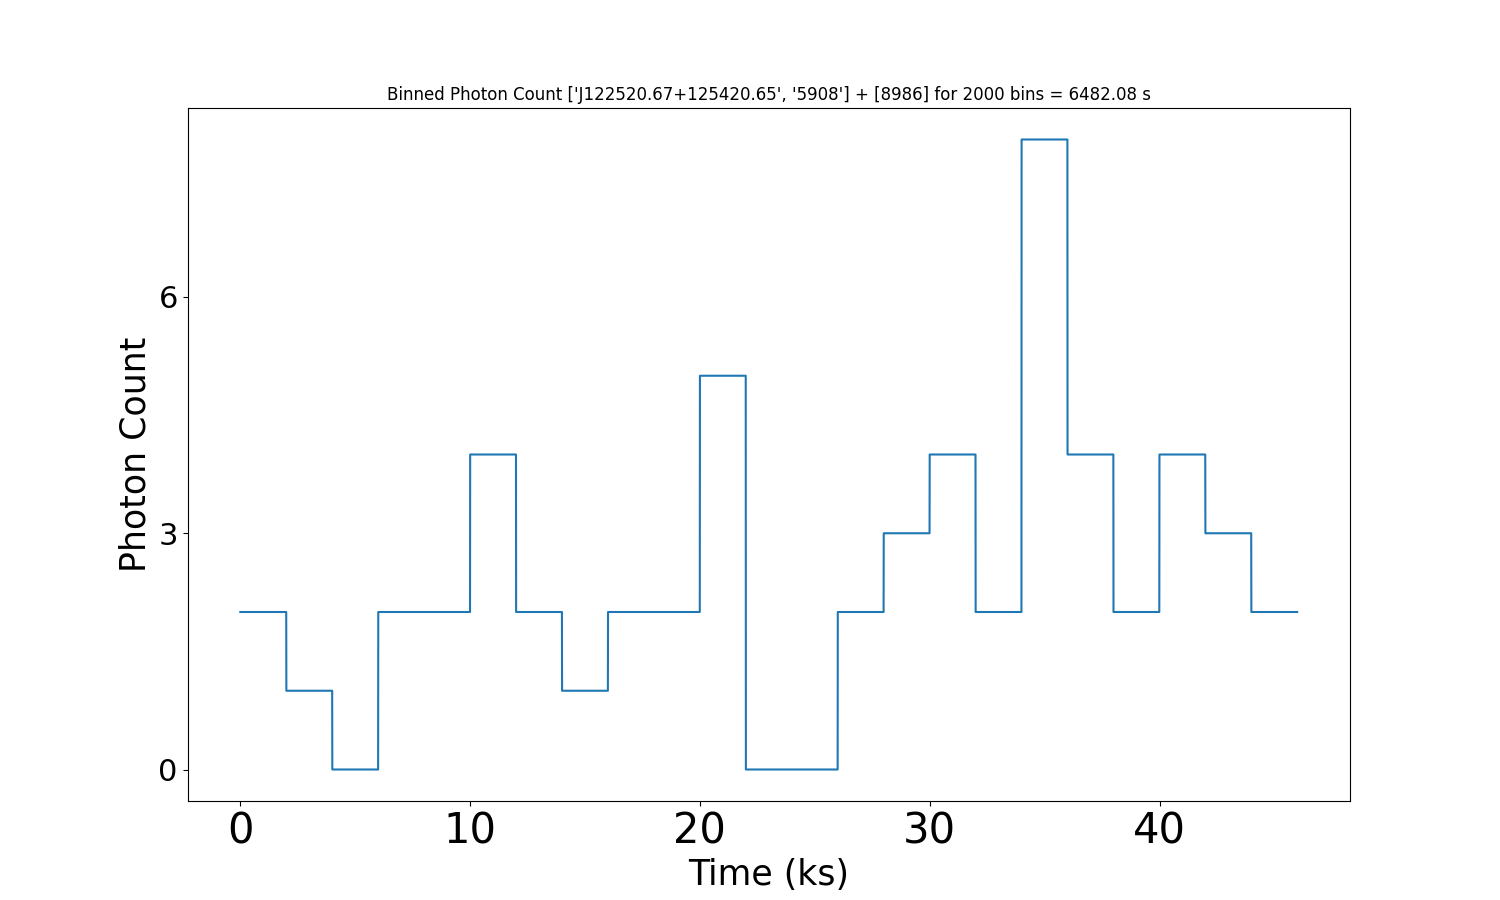 Binned Photon Count ['J122520.67+125420.65', '5908'] + [8986] for 2000 bins = 6482.08 s
Photon Count
6
3
0
0 10 20 30 40
Time (ks)